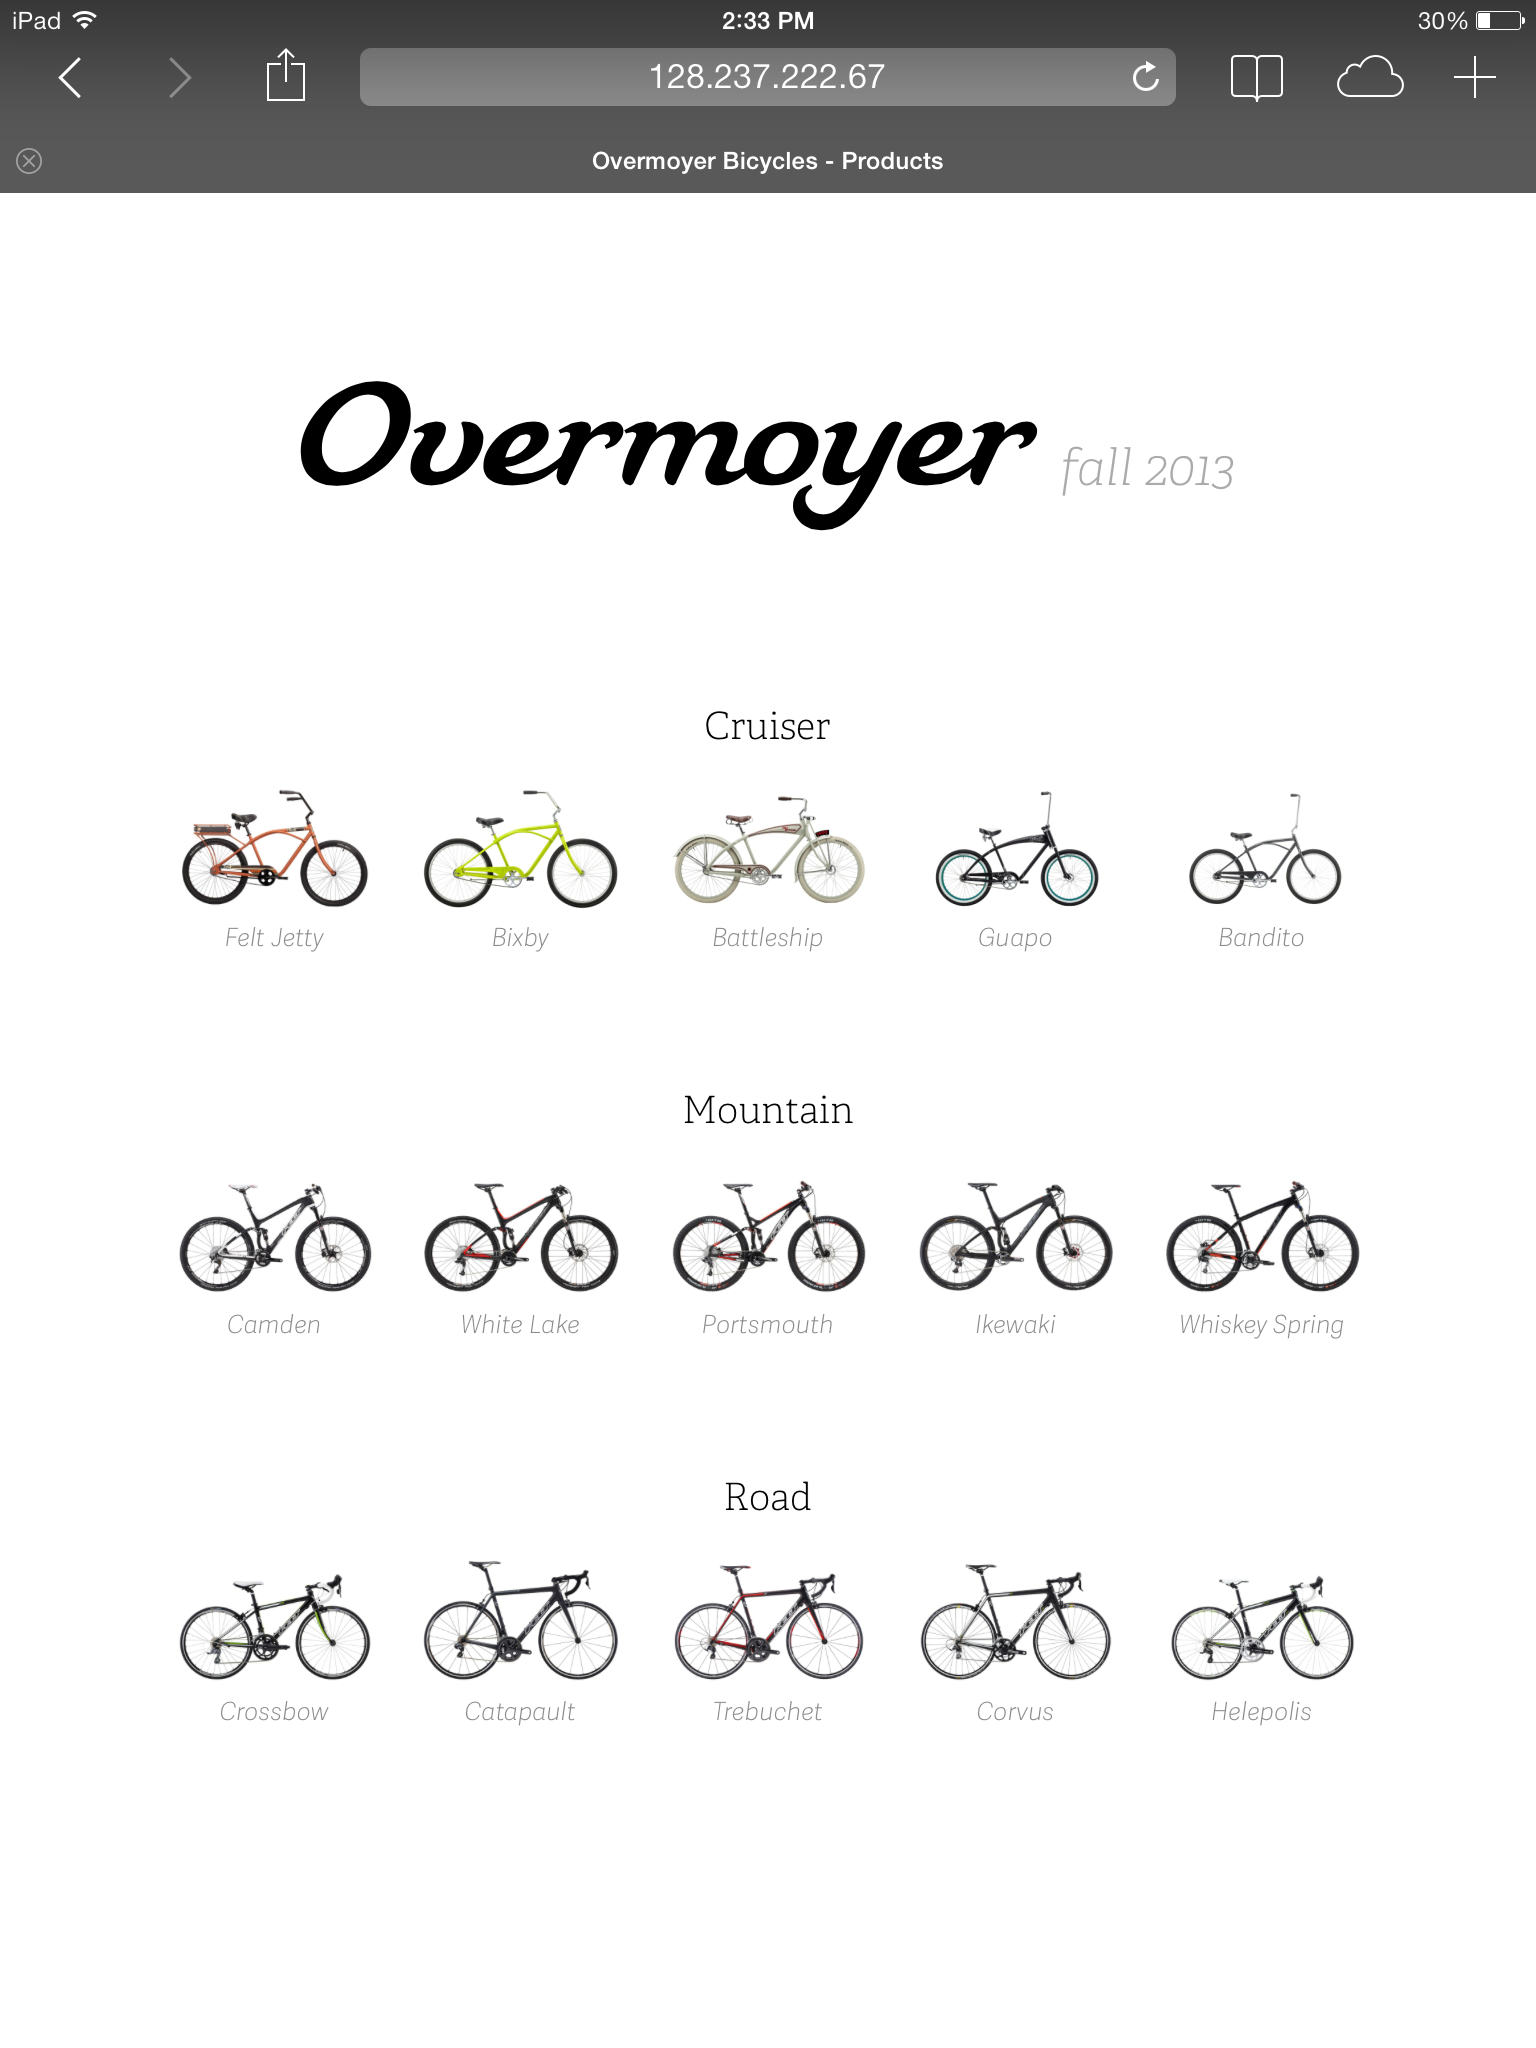 iPad 2:33 PM 30%
128.237.222.67
Overmoyer Bicycles - Products
Overmoyer fall 2013
Cruiser
Felt Jetty Bixby Battleship Guapo Bandito
Mountain
Camden White Lake Portsmouth Ikewaki Whiskey Spring
Road
Crossbow Catapault Trebuchet Corvus Helepolis